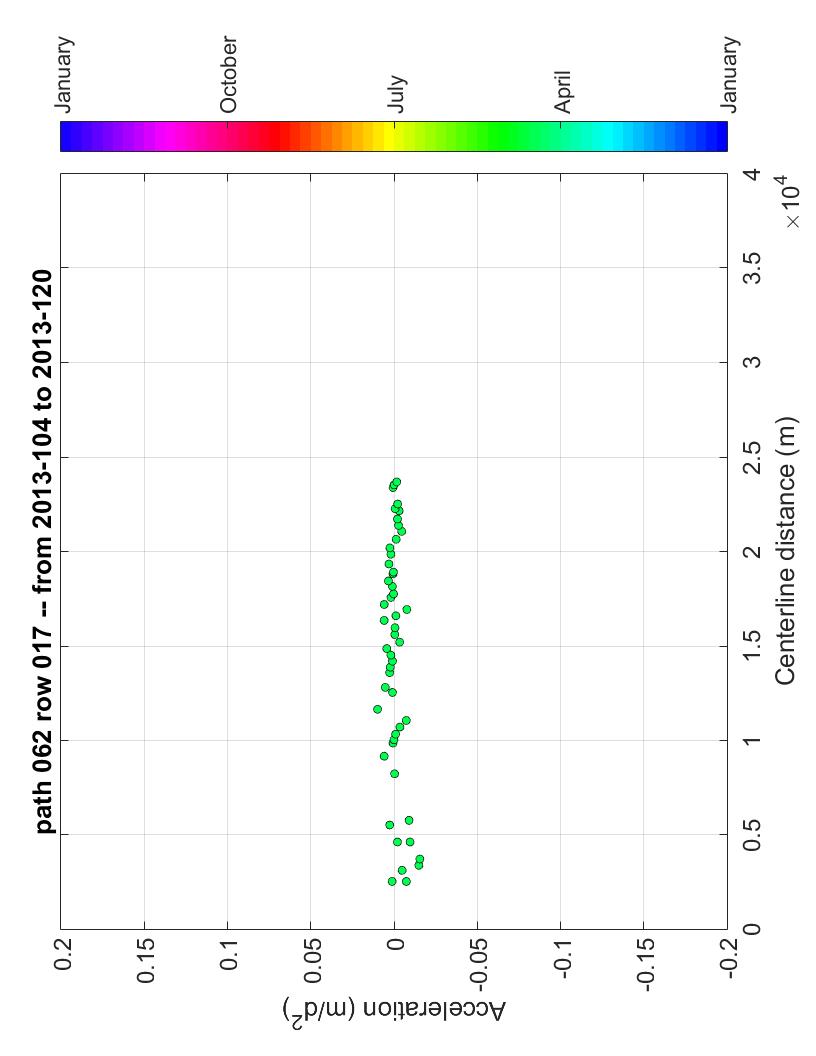 path 062 row 017 -- from 2013-104 to 2013-120
0.2
0.15
0.1
0.05
0
-0.05
-0.1
-0.15
-0.2
Acceleration (m/d²)
0
0.5
1
1.5
2
2.5
3
3.5
4
×10⁴
Centerline distance (m)
January
October
July
April
January